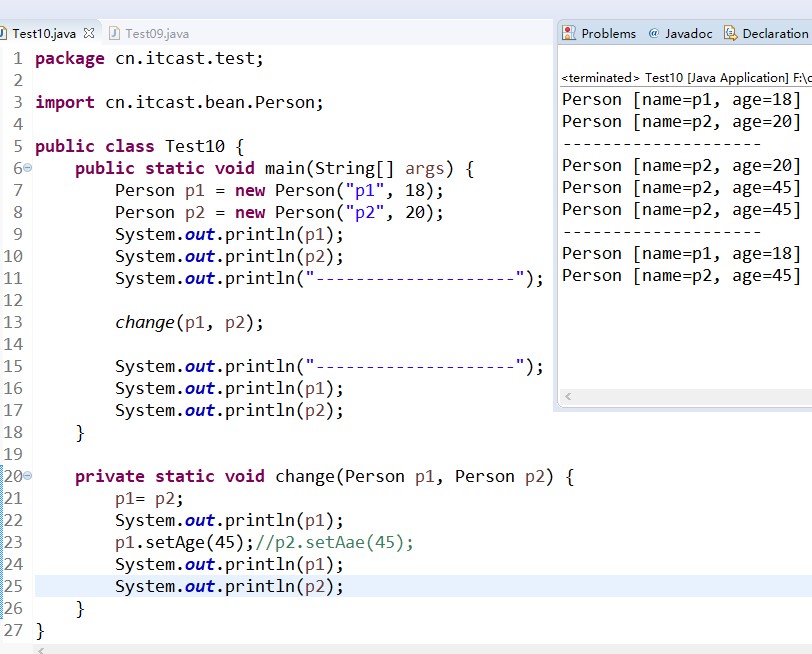 Test10.java Test09.java
1 package cn.itcast.test;
2
3 import cn.itcast.bean.Person;
4
5 public class Test10 {
6 public static void main(String[] args) {
7 Person p1 = new Person("p1", 18);
8 Person p2 = new Person("p2", 20);
9 System.out.println(p1);
10 System.out.println(p2);
11 System.out.println("--------------------");
12
13 change(p1, p2);
14
15 System.out.println("--------------------");
16 System.out.println(p1);
17 System.out.println(p2);
18 }
19
20 private static void change(Person p1, Person p2) {
21 p1= p2;
22 System.out.println(p1);
23 p1.setAge(45);//p2.setAae(45);
24 System.out.println(p1);
25 System.out.println(p2);
26 }
27 }
Problems @ Javadoc Declaration
<terminated> Test10 [Java Application] F:\
Person [name=p1, age=18]
Person [name=p2, age=20]
--------------------
Person [name=p2, age=20]
Person [name=p2, age=45]
Person [name=p2, age=45]
--------------------
Person [name=p1, age=18]
Person [name=p2, age=45]